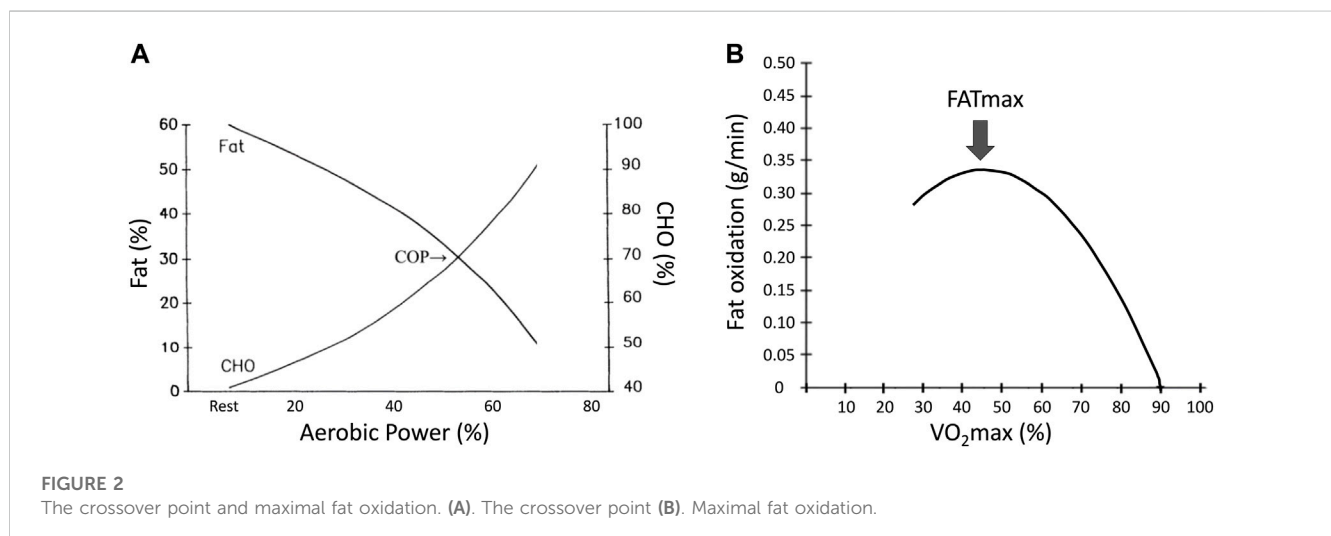 A
60
50
40
30
20
10
0
Fat (%)
Fat
CHO
COP→
100
90
80
70
60
50
40
CHO (%)
Rest 20 40 60 80
Aerobic Power (%)
B
0.50
0.45
0.40
0.35
0.30
0.25
0.20
0.15
0.10
0.05
0
Fat oxidation (g/min)
FATmax
10 20 30 40 50 60 70 80 90 100
VO₂max (%)
FIGURE 2
The crossover point and maximal fat oxidation. (A). The crossover point (B). Maximal fat oxidation.